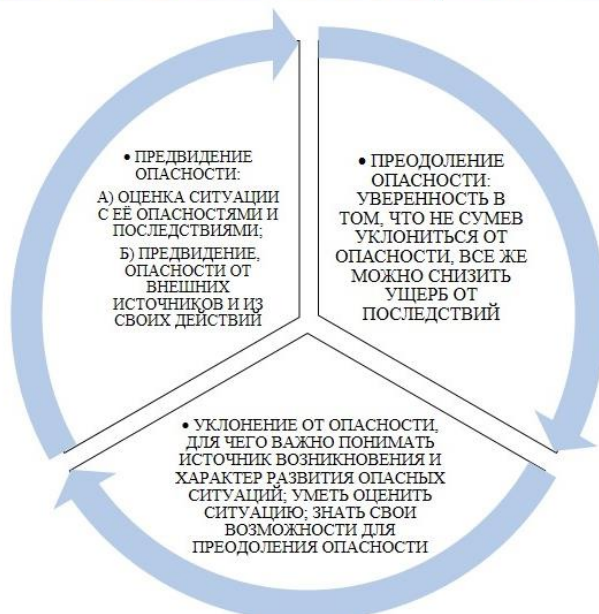 • ПРЕДВИДЕНИЕ
ОПАСНОСТИ:
А) ОЦЕНКА СИТУАЦИИ
С ЕЁ ОПАСНОСТЯМИ И
ПОСЛЕДСТВИЯМИ;
Б) ПРЕДВИДЕНИЕ,
ОПАСНОСТИ ОТ
ВНЕШНИХ
ИСТОЧНИКОВ И ИЗ
СВОИХ ДЕЙСТВИЙ
• ПРЕОДОЛЕНИЕ
ОПАСНОСТИ:
УВЕРЕННОСТЬ В
ТОМ, ЧТО НЕ СУМЕВ
УКЛОНИТЬСЯ ОТ
ОПАСНОСТИ, ВСЕ ЖЕ
МОЖНО СНИЗИТЬ
УЩЕРБ ОТ
ПОСЛЕДСТВИЙ
• УКЛОНЕНИЕ ОТ ОПАСНОСТИ,
ДЛЯ ЧЕГО ВАЖНО ПОНИМАТЬ
ИСТОЧНИК ВОЗНИКНОВЕНИЯ И
ХАРАКТЕР РАЗВИТИЯ ОПАСНЫХ
СИТУАЦИЙ; УМЕТЬ ОЦЕНИТЬ
СИТУАЦИЮ; ЗНАТЬ СВОИ
ВОЗМОЖНОСТИ ДЛЯ
ПРЕОДОЛЕНИЯ ОПАСНОСТИ